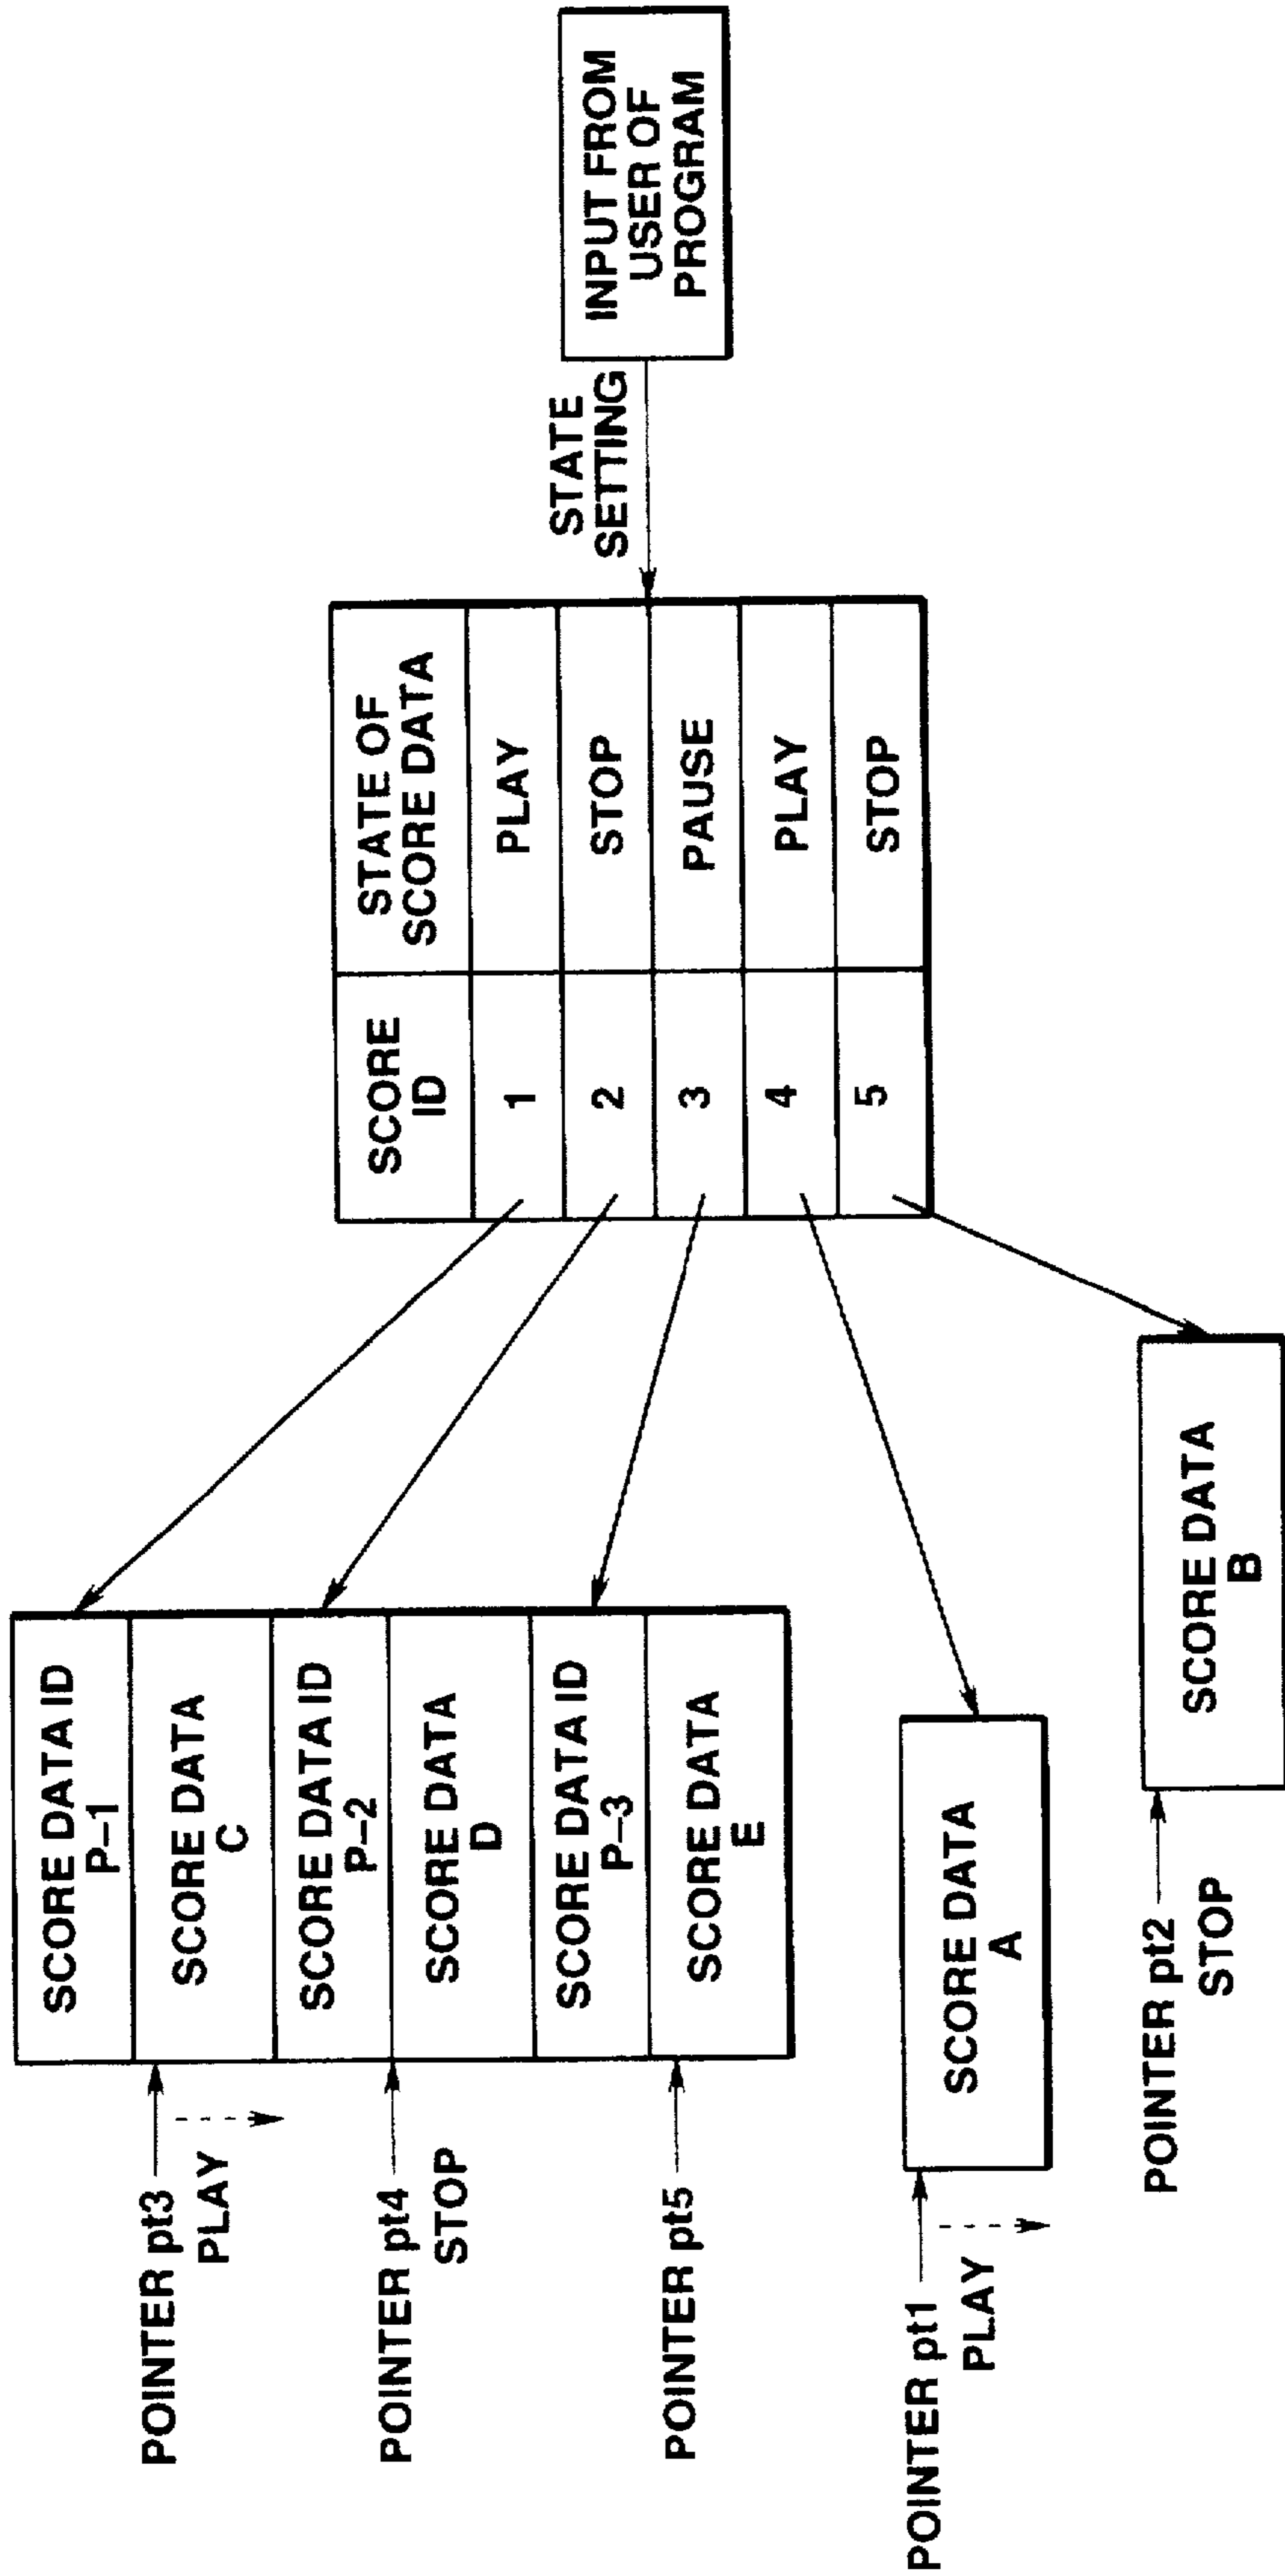 POINTER pt3
PLAY
POINTER pt4
STOP
POINTER pt5
POINTER pt1
PLAY
POINTER pt2
STOP
SCORE DATA ID
P–1
SCORE DATA
C
SCORE DATA ID
P–2
SCORE DATA
D
SCORE DATA ID
P–3
SCORE DATA
E
SCORE DATA
A
SCORE DATA
B
SCORE
ID
STATE OF
SCORE DATA
1
PLAY
2
STOP
3
PAUSE
4
PLAY
5
STOP
STATE
SETTING
INPUT FROM
USER OF
PROGRAM